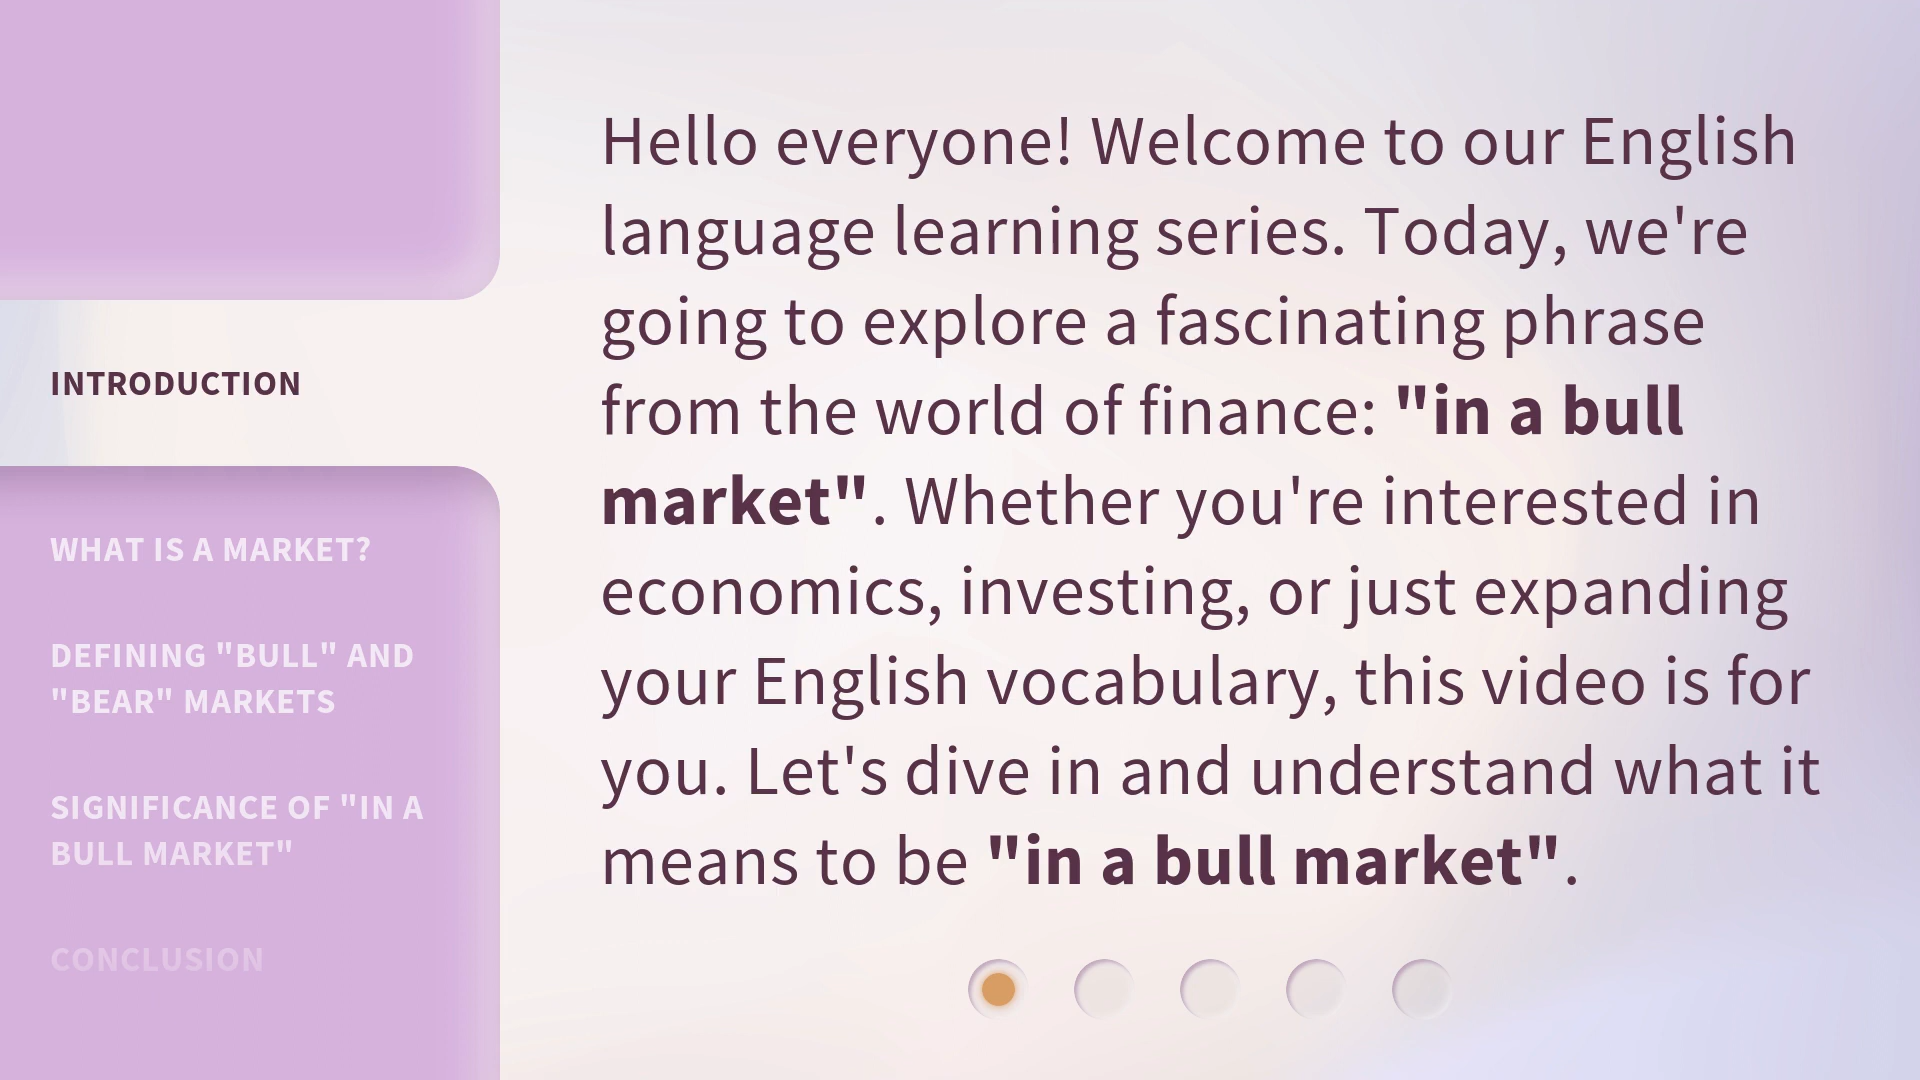 INTRODUCTION
WHAT IS A MARKET?
DEFINING "BULL" AND
"BEAR" MARKETS
SIGNIFICANCE OF "IN A
BULL MARKET"
CONCLUSION
Hello everyone! Welcome to our English
language learning series. Today, we're
going to explore a fascinating phrase
from the world of finance: "in a bull
market". Whether you're interested in
economics, investing, or just expanding
your English vocabulary, this video is for
you. Let's dive in and understand what it
means to be "in a bull market".